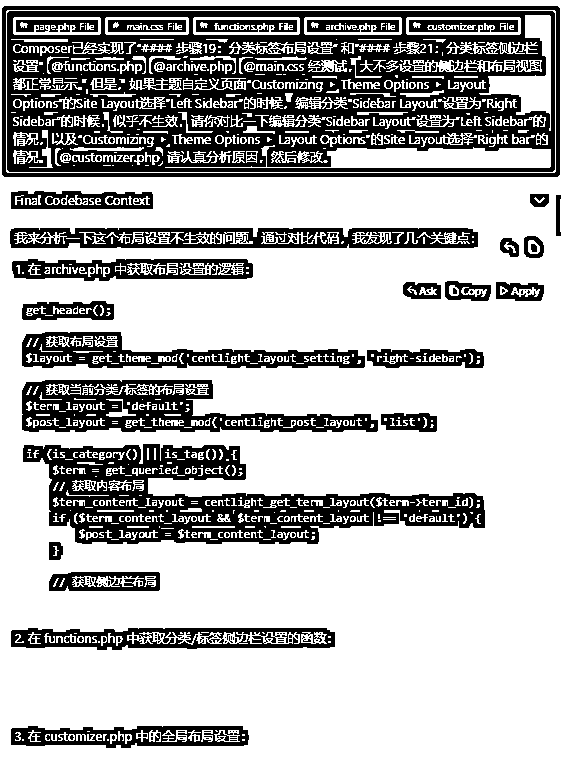 page.php File main.css File functions.php File archive.php File customizer.php File
Composer已经实现了"#### 步骤19：分类标签布局设置" 和"#### 步骤21：分类标签侧边栏
设置" @functions.php @archive.php @main.css 经测试，大不多设置的侧边栏和布局视图
都正常显示。但是，如果主题自定义页面"Customizing ▸ Theme Options ▸ Layout
Options"的Site Layout选择"Left Sidebar"的时候，编辑分类"Sidebar Layout"设置为"Right
Sidebar"的时候，似乎不生效，请你对比一下编辑分类"Sidebar Layout"设置为"Left Sidebar"的
情况，以及"Customizing ▸ Theme Options ▸ Layout Options"的Site Layout选择"Right bar"的
情况。 @customizer.php 请认真分析原因，然后修改。
Final Codebase Context
我来分析一下这个布局设置不生效的问题。通过对比代码，我发现了几个关键点：
1. 在 archive.php 中获取布局设置的逻辑：
Ask Copy Apply
get_header();
// 获取布局设置
$layout = get_theme_mod('centlight_layout_setting', 'right-sidebar');
// 获取当前分类/标签的布局设置
$term_layout = 'default';
$post_layout = get_theme_mod('centlight_post_layout', 'list');
if (is_category() || is_tag()) {
$term = get_queried_object();
// 获取内容布局
$term_content_layout = centlight_get_term_layout($term->term_id);
if ($term_content_layout && $term_content_layout !== 'default') {
$post_layout = $term_content_layout;
}
// 获取侧边栏布局
2. 在 functions.php 中获取分类/标签侧边栏设置的函数：
3. 在 customizer.php 中的全局布局设置：